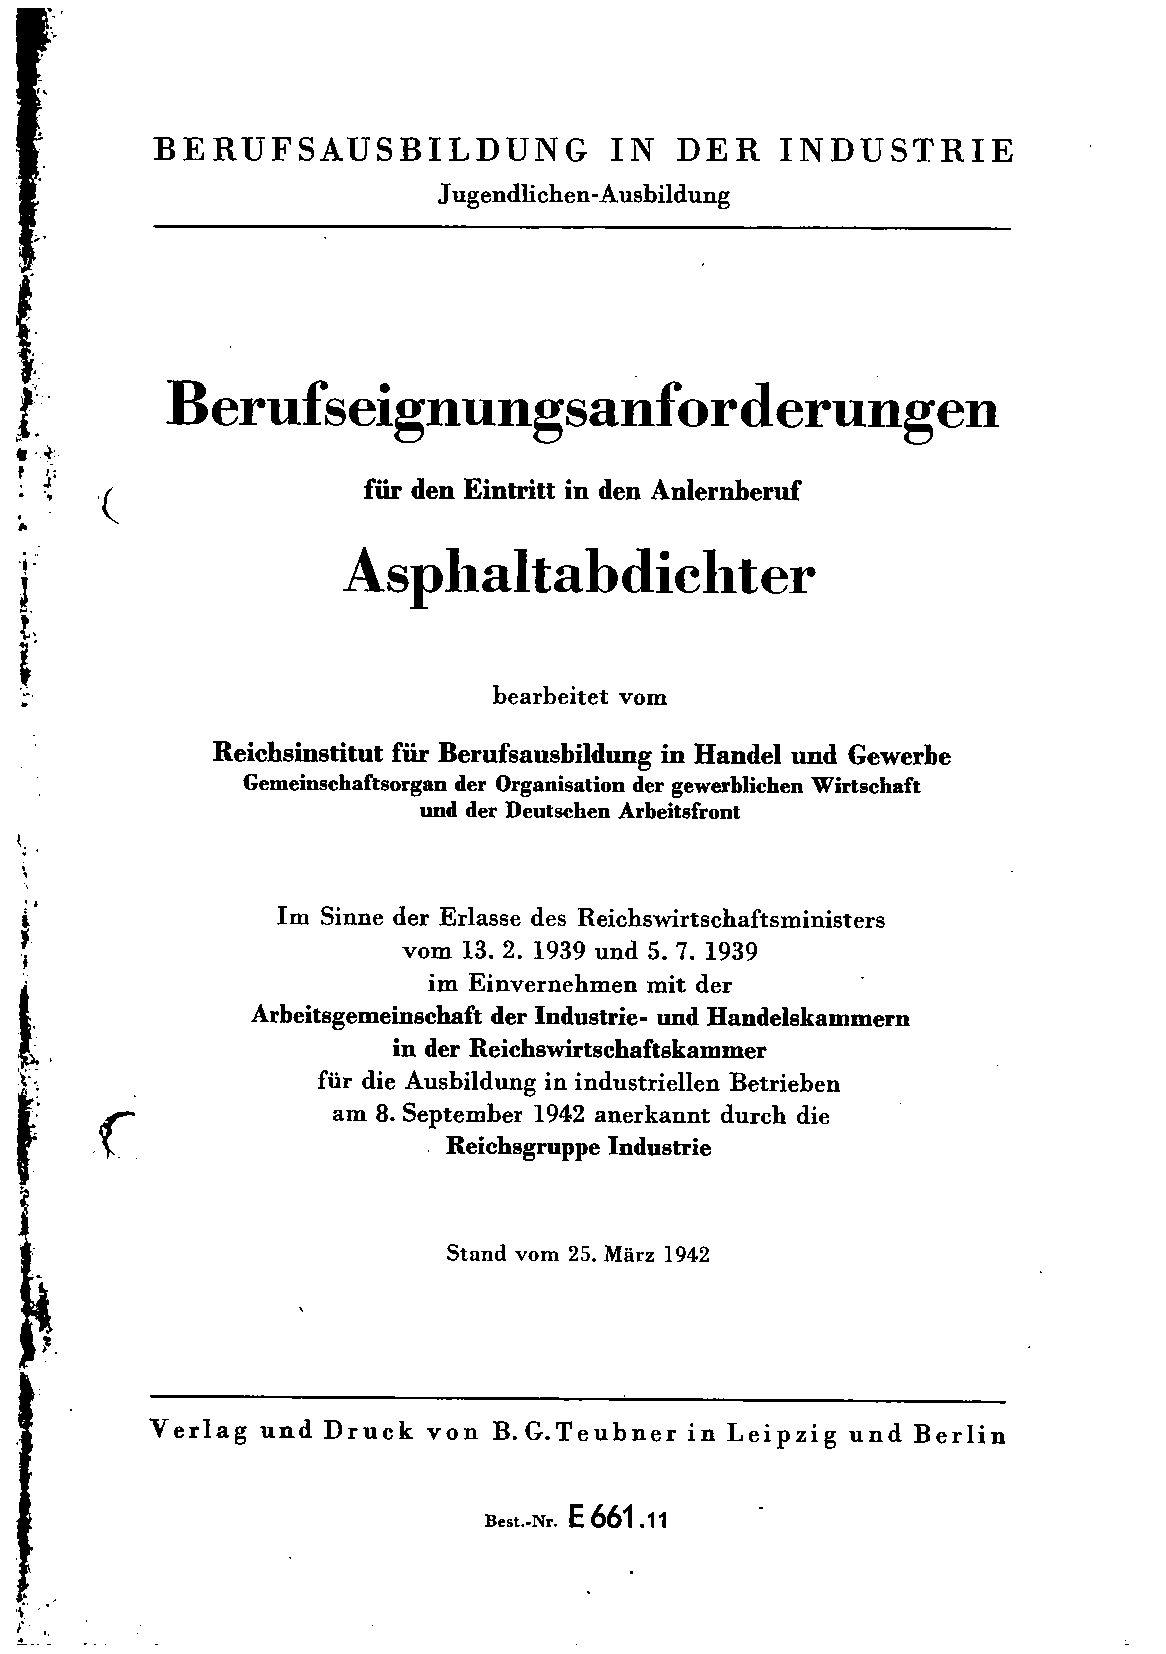 BERUFSAUSBILDUNG IN DER INDUSTRIE
Jugendlichen-Ausbildung
Berufseignungsanforderungen
für den Eintritt in den Anlernberuf
Asphaltabdichter
bearbeitet vom
Reichsinstitut für Berufsausbildung in Handel und Gewerbe
Gemeinschaftsorgan der Organisation der gewerblichen Wirtschaft
und der Deutschen Arbeitsfront
Im Sinne der Erlasse des Reichswirtschaftsministers
vom 13. 2. 1939 und 5. 7. 1939
im Einvernehmen mit der
Arbeitsgemeinschaft der Industrie- und Handelskammern
in der Reichswirtschaftskammer
für die Ausbildung in industriellen Betrieben
am 8. September 1942 anerkannt durch die
Reichsgruppe Industrie
Stand vom 25. März 1942
Verlag und Druck von B. G. Teubner in Leipzig und Berlin
Best.-Nr. E 661.11